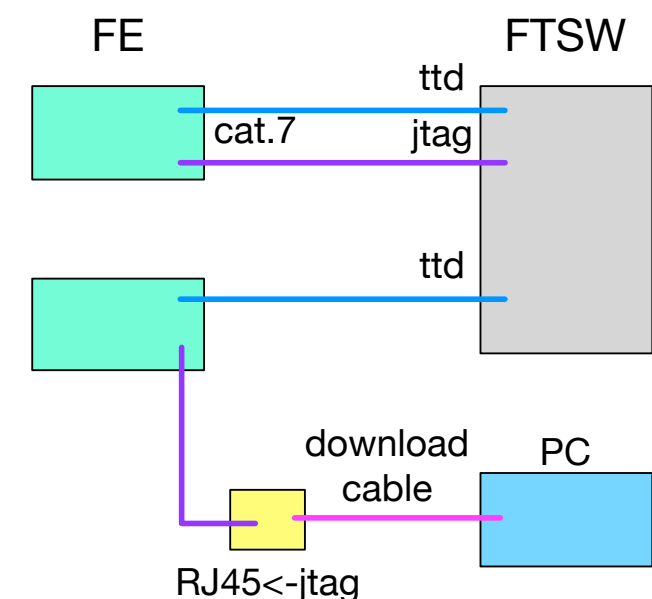 FE
FTSW
ttd
cat.7
jtag
ttd
download
cable
PC
RJ45<-jtag